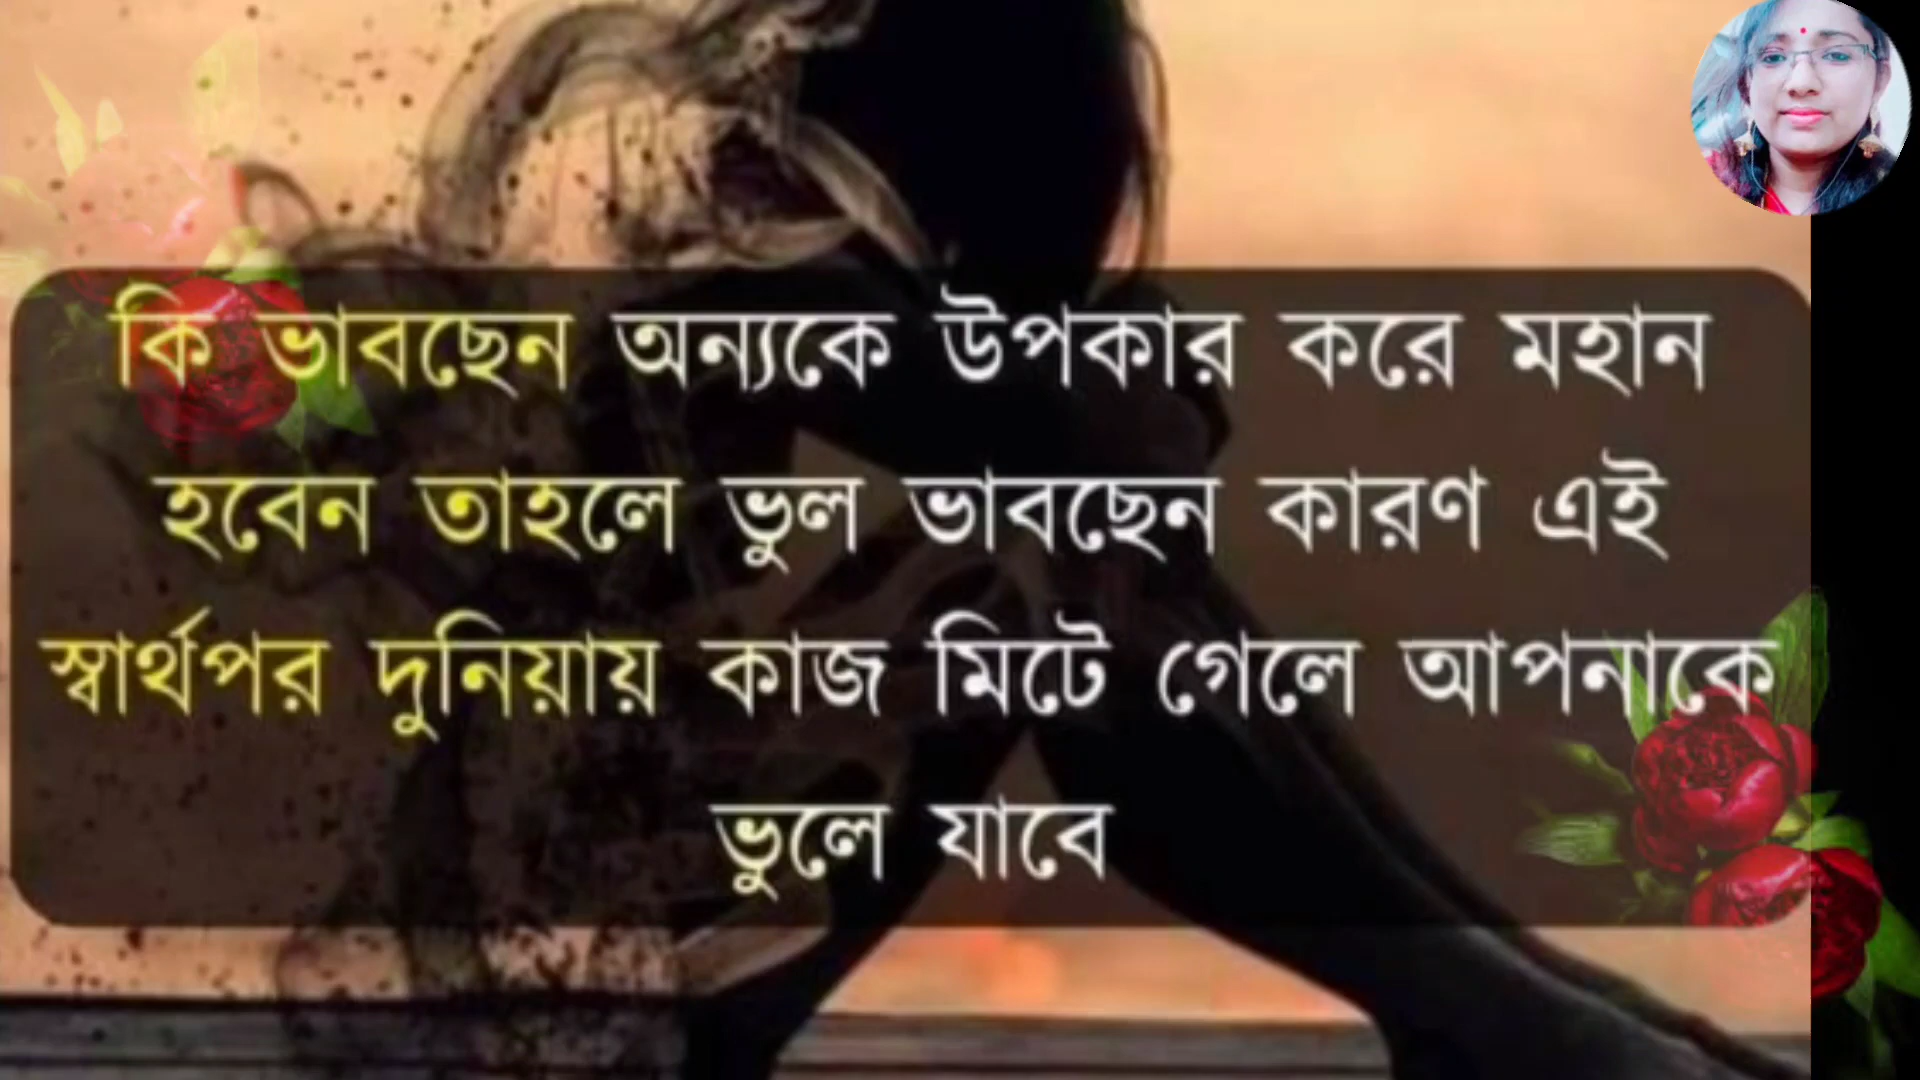 কি ভাবছেন অন্যকে উপকার করে মহান
হবেন তাহলে ভুল ভাবছেন কারণ এই
স্বার্থপর দুনিয়ায় কাজ মিটে গেলে আপনাকে
ভুলে যাবে